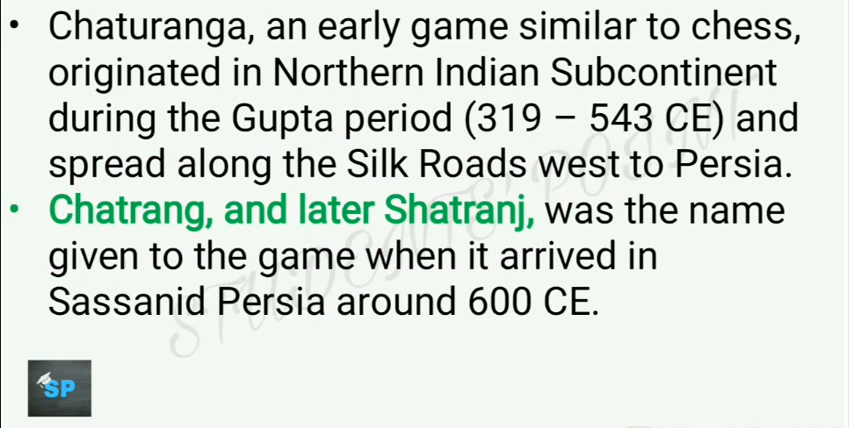 • Chaturanga, an early game similar to chess,
originated in Northern Indian Subcontinent
during the Gupta period (319 – 543 CE) and
spread along the Silk Roads west to Persia.
• Chatrang, and later Shatranj, was the name
given to the game when it arrived in
Sassanid Persia around 600 CE.
STUDENTS' POINT
SP